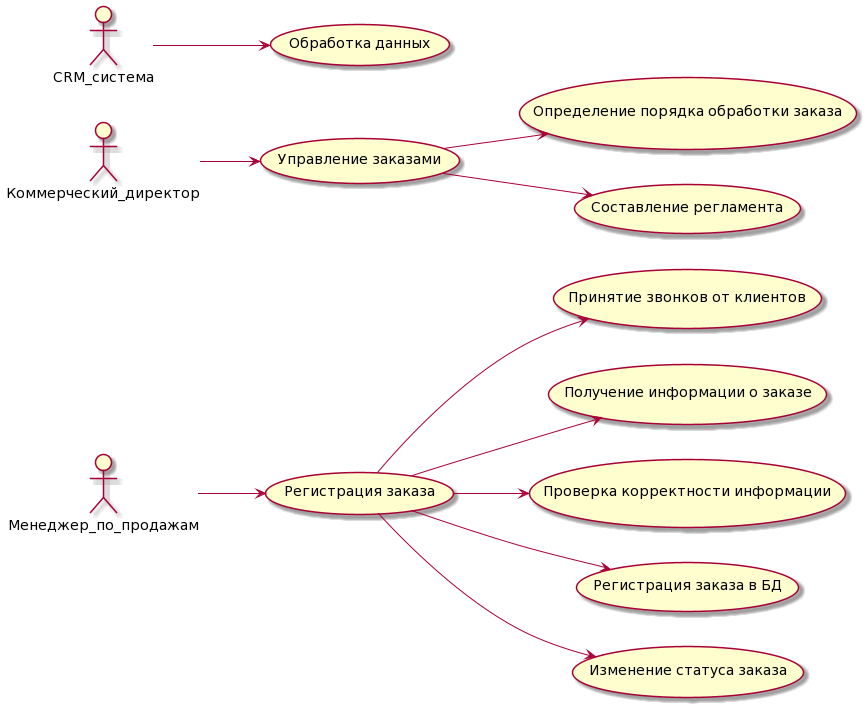 CRM_система
Обработка данных
Коммерческий_директор
Управление заказами
Определение порядка обработки заказа
Составление регламента
Менеджер_по_продажам
Регистрация заказа
Принятие звонков от клиентов
Получение информации о заказе
Проверка корректности информации
Регистрация заказа в БД
Изменение статуса заказа